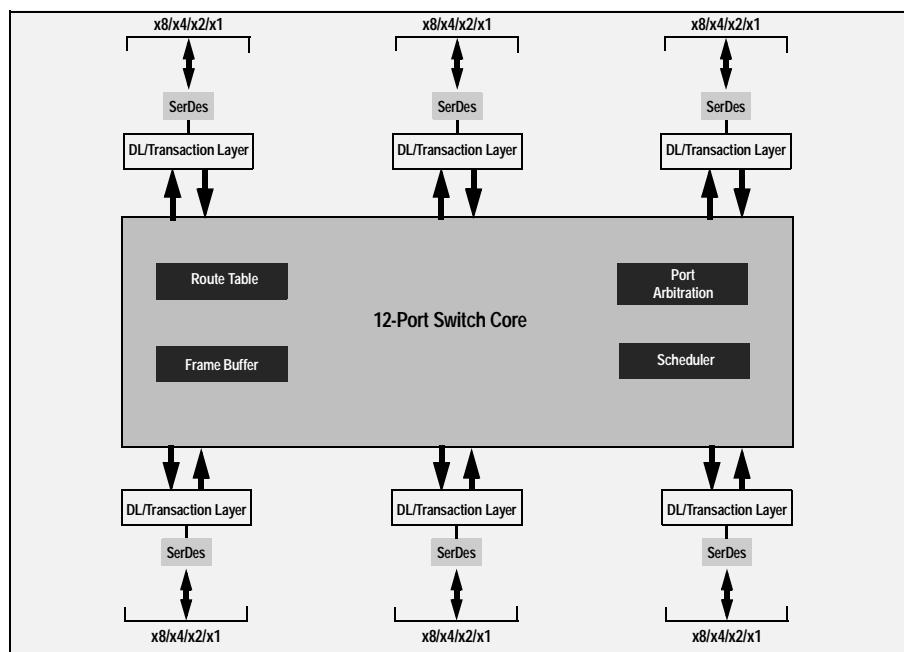 x8/x4/x2/x1
x8/x4/x2/x1
x8/x4/x2/x1
SerDes
SerDes
SerDes
DL/Transaction Layer
DL/Transaction Layer
DL/Transaction Layer
Route Table
Port
Arbitration
12-Port Switch Core
Frame Buffer
Scheduler
DL/Transaction Layer
DL/Transaction Layer
DL/Transaction Layer
SerDes
SerDes
SerDes
x8/x4/x2/x1
x8/x4/x2/x1
x8/x4/x2/x1